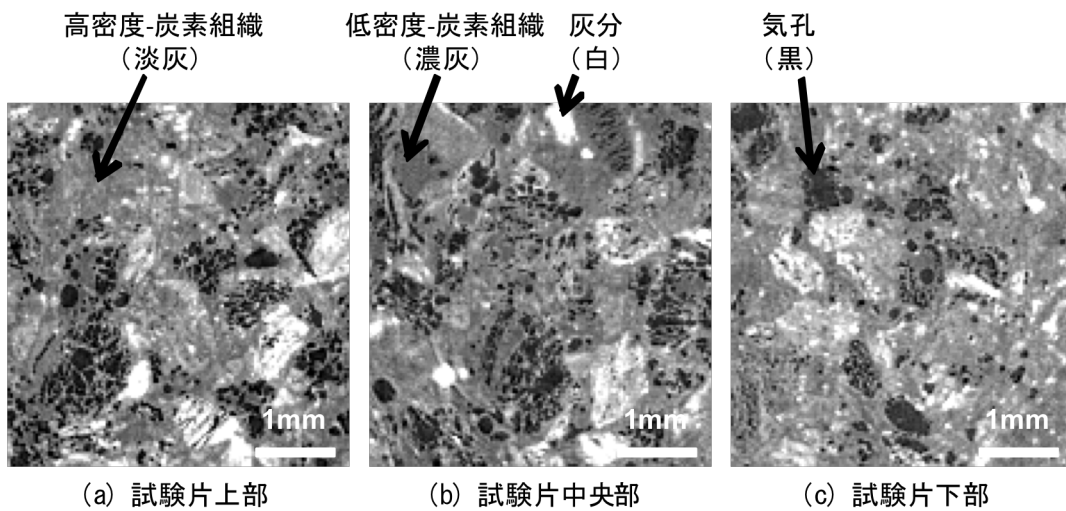 高密度-炭素組織
（淡灰）
低密度-炭素組織
（濃灰）
灰分
（白）
気孔
（黒）
1mm
1mm
1mm
(a) 試験片上部
(b) 試験片中央部
(c) 試験片下部